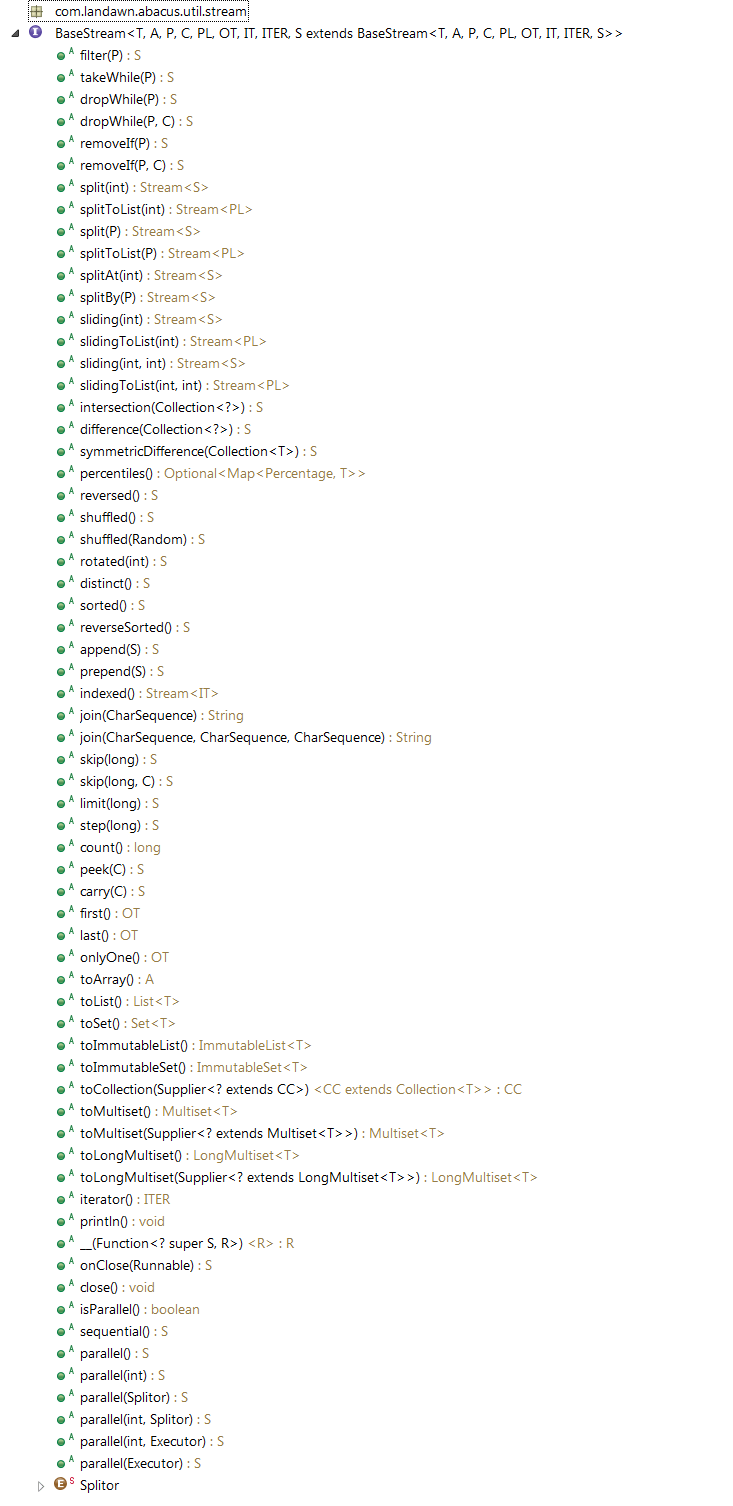 com.landawn.abacus.util.stream
BaseStream<T, A, P, C, PL, OT, IT, ITER, S extends BaseStream<T, A, P, C, PL, OT, IT, ITER, S>>
filter(P) : S
takeWhile(P) : S
dropWhile(P) : S
dropWhile(P, C) : S
removeIf(P) : S
removeIf(P, C) : S
split(int) : Stream<S>
splitToList(int) : Stream<PL>
split(P) : Stream<S>
splitToList(P) : Stream<PL>
splitAt(int) : Stream<S>
splitBy(P) : Stream<S>
sliding(int) : Stream<S>
slidingToList(int) : Stream<PL>
sliding(int, int) : Stream<S>
slidingToList(int, int) : Stream<PL>
intersection(Collection<?>) : S
difference(Collection<?>) : S
symmetricDifference(Collection<T>) : S
percentiles() : Optional<Map<Percentage, T>>
reversed() : S
shuffled() : S
shuffled(Random) : S
rotated(int) : S
distinct() : S
sorted() : S
reverseSorted() : S
append(S) : S
prepend(S) : S
indexed() : Stream<IT>
join(CharSequence) : String
join(CharSequence, CharSequence, CharSequence) : String
skip(long) : S
skip(long, C) : S
limit(long) : S
step(long) : S
count() : long
peek(C) : S
carry(C) : S
first() : OT
last() : OT
onlyOne() : OT
toArray() : A
toList() : List<T>
toSet() : Set<T>
toImmutableList() : ImmutableList<T>
toImmutableSet() : ImmutableSet<T>
toCollection(Supplier<? extends CC>) <CC extends Collection<T>> : CC
toMultiset() : Multiset<T>
toMultiset(Supplier<? extends Multiset<T>>) : Multiset<T>
toLongMultiset() : LongMultiset<T>
toLongMultiset(Supplier<? extends LongMultiset<T>>) : LongMultiset<T>
iterator() : ITER
println() : void
__(Function<? super S, R>) <R> : R
onClose(Runnable) : S
close() : void
isParallel() : boolean
sequential() : S
parallel() : S
parallel(int) : S
parallel(Splitor) : S
parallel(int, Splitor) : S
parallel(int, Executor) : S
parallel(Executor) : S
Splitor